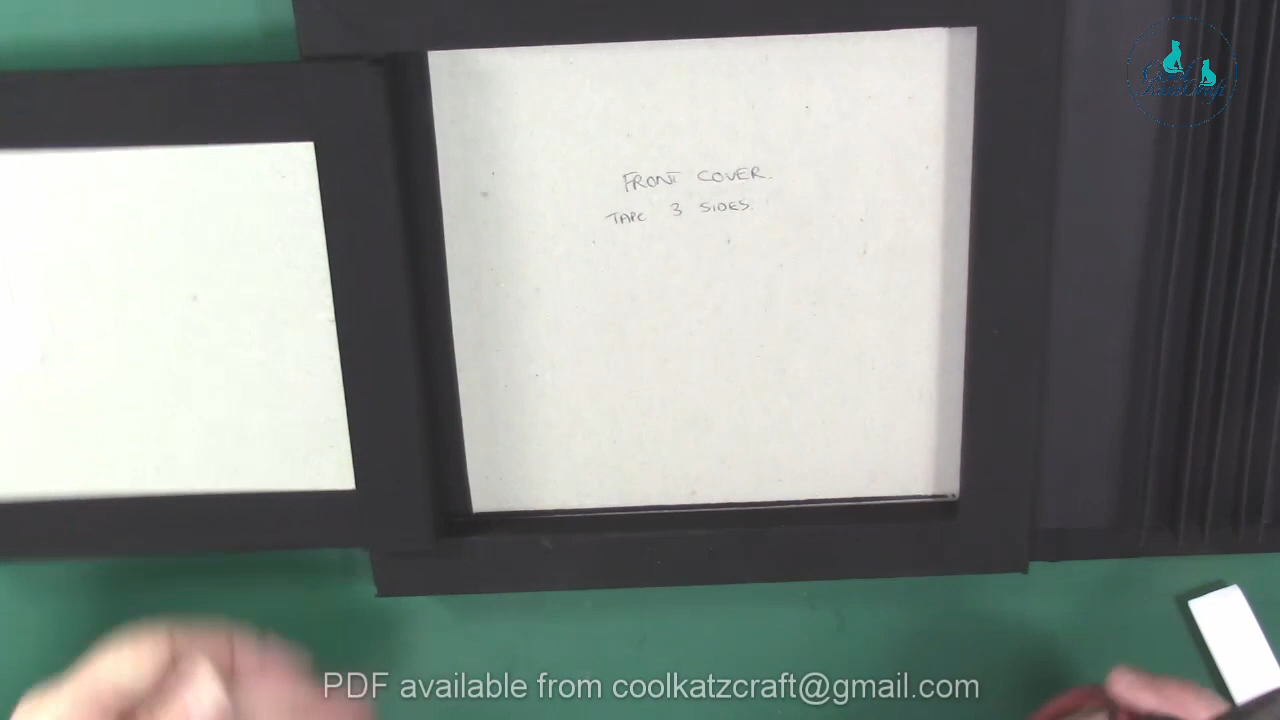 FRONT COVER.
TAPE 3 SIDES.
PDF available from coolkatzcraft@gmail.com